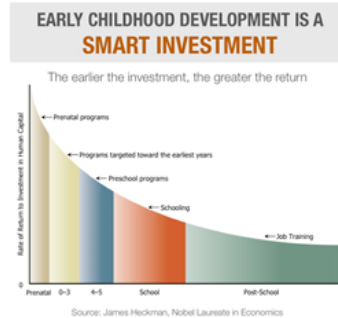 EARLY CHILDHOOD DEVELOPMENT IS A
SMART INVESTMENT
The earlier the investment, the greater the return
Rate of Return to Investment in Human Capital
Prenatal programs
Programs targeted toward the earliest years
Preschool programs
Schooling
Job Training
0
Prenatal 0-3 4-5 School Post-School
Source: James Heckman, Nobel Laureate in Economics